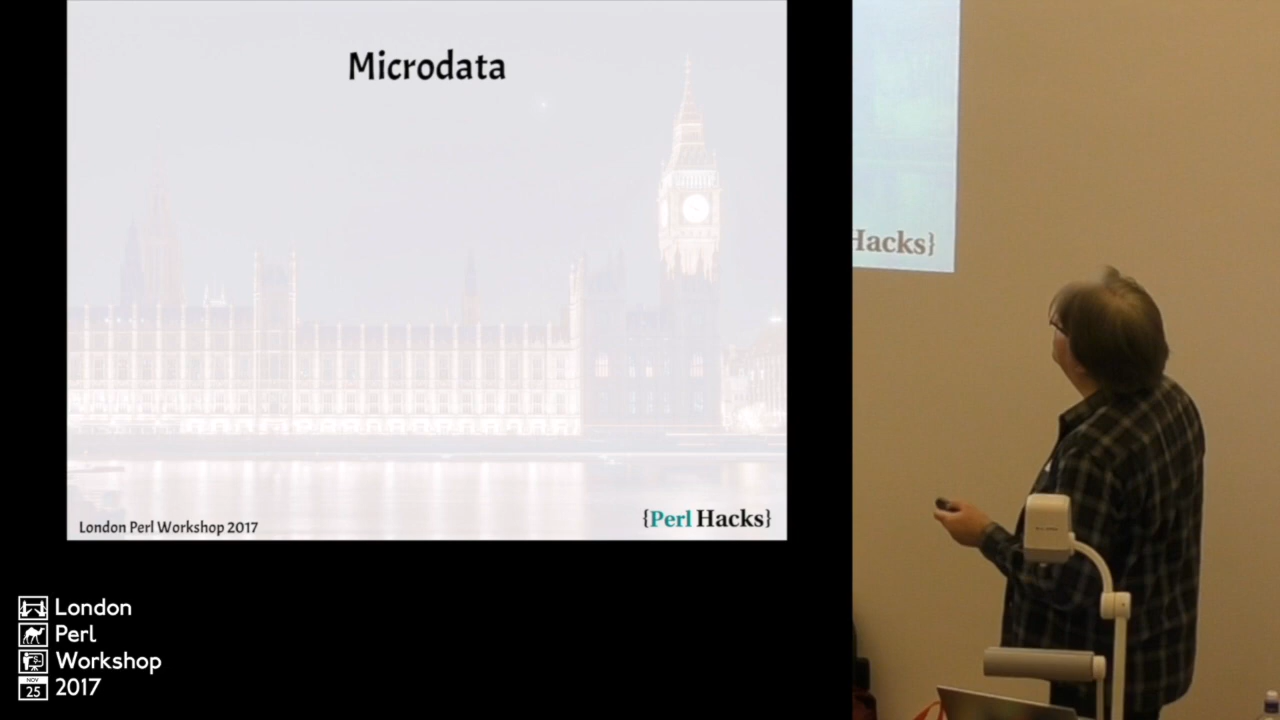 Microdata
London Perl Workshop 2017
{Perl Hacks}
Hacks}
London
Perl
Workshop
NOV
25
2017